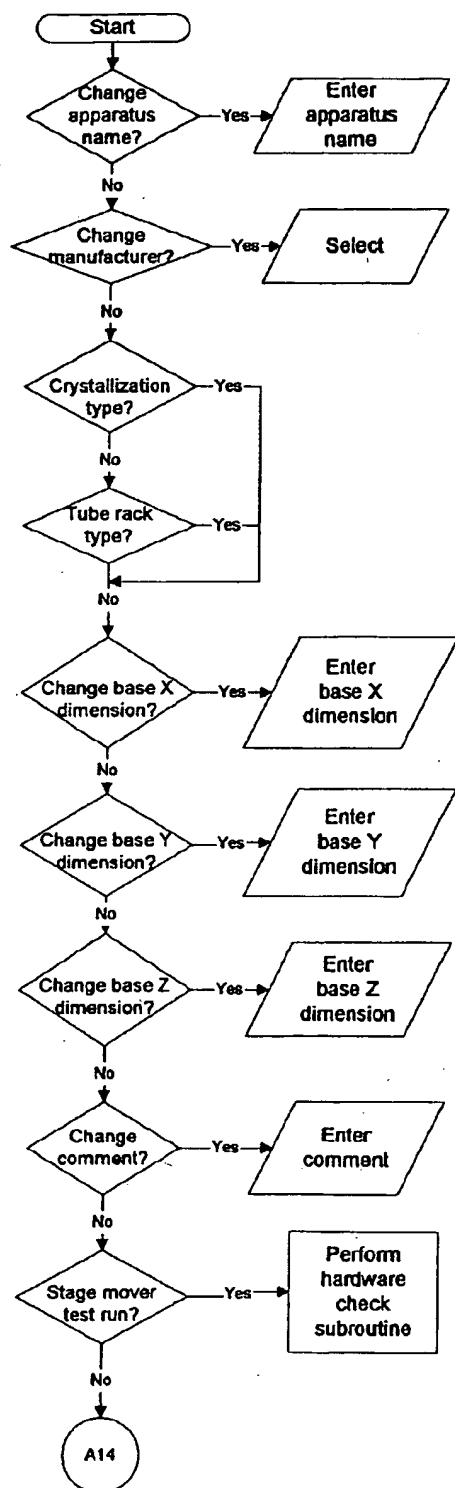 Start
Change
apparatus
name?
Yes
Enter
apparatus
name
No
Change
manufacturer?
Yes
Select
No
Crystallization
type?
Yes
No
Tube rack
type?
Yes
No
Change base X
dimension?
Yes
Enter
base X
dimension
No
Change base Y
dimension?
Yes
Enter
base Y
dimension
No
Change base Z
dimension?
Yes
Enter
base Z
dimension
No
Change
comment?
Yes
Enter
comment
No
Stage mover
test run?
Yes
Perform
hardware
check
subroutine
No
A14